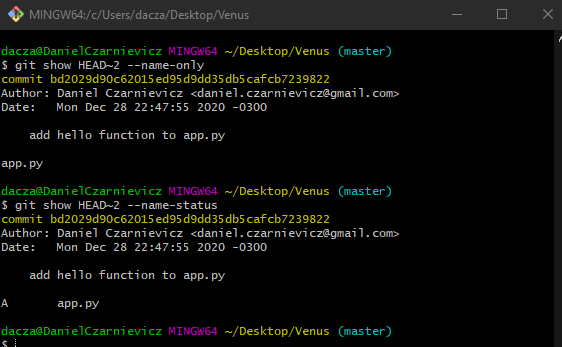 MINGW64:/c/Users/dacza/Desktop/Venus
dacza@DanielCzarnievicz MINGW64 ~/Desktop/Venus (master)
$ git show HEAD~2 --name-only
commit bd2029d90c62015ed95d9dd35db5cafcb7239822
Author: Daniel Czarnievicz <daniel.czarnievicz@gmail.com>
Date:   Mon Dec 28 22:47:55 2020 -0300
    add hello function to app.py
app.py
dacza@DanielCzarnievicz MINGW64 ~/Desktop/Venus (master)
$ git show HEAD~2 --name-status
commit bd2029d90c62015ed95d9dd35db5cafcb7239822
Author: Daniel Czarnievicz <daniel.czarnievicz@gmail.com>
Date:   Mon Dec 28 22:47:55 2020 -0300
    add hello function to app.py
A       app.py
dacza@DanielCzarnievicz MINGW64 ~/Desktop/Venus (master)
$